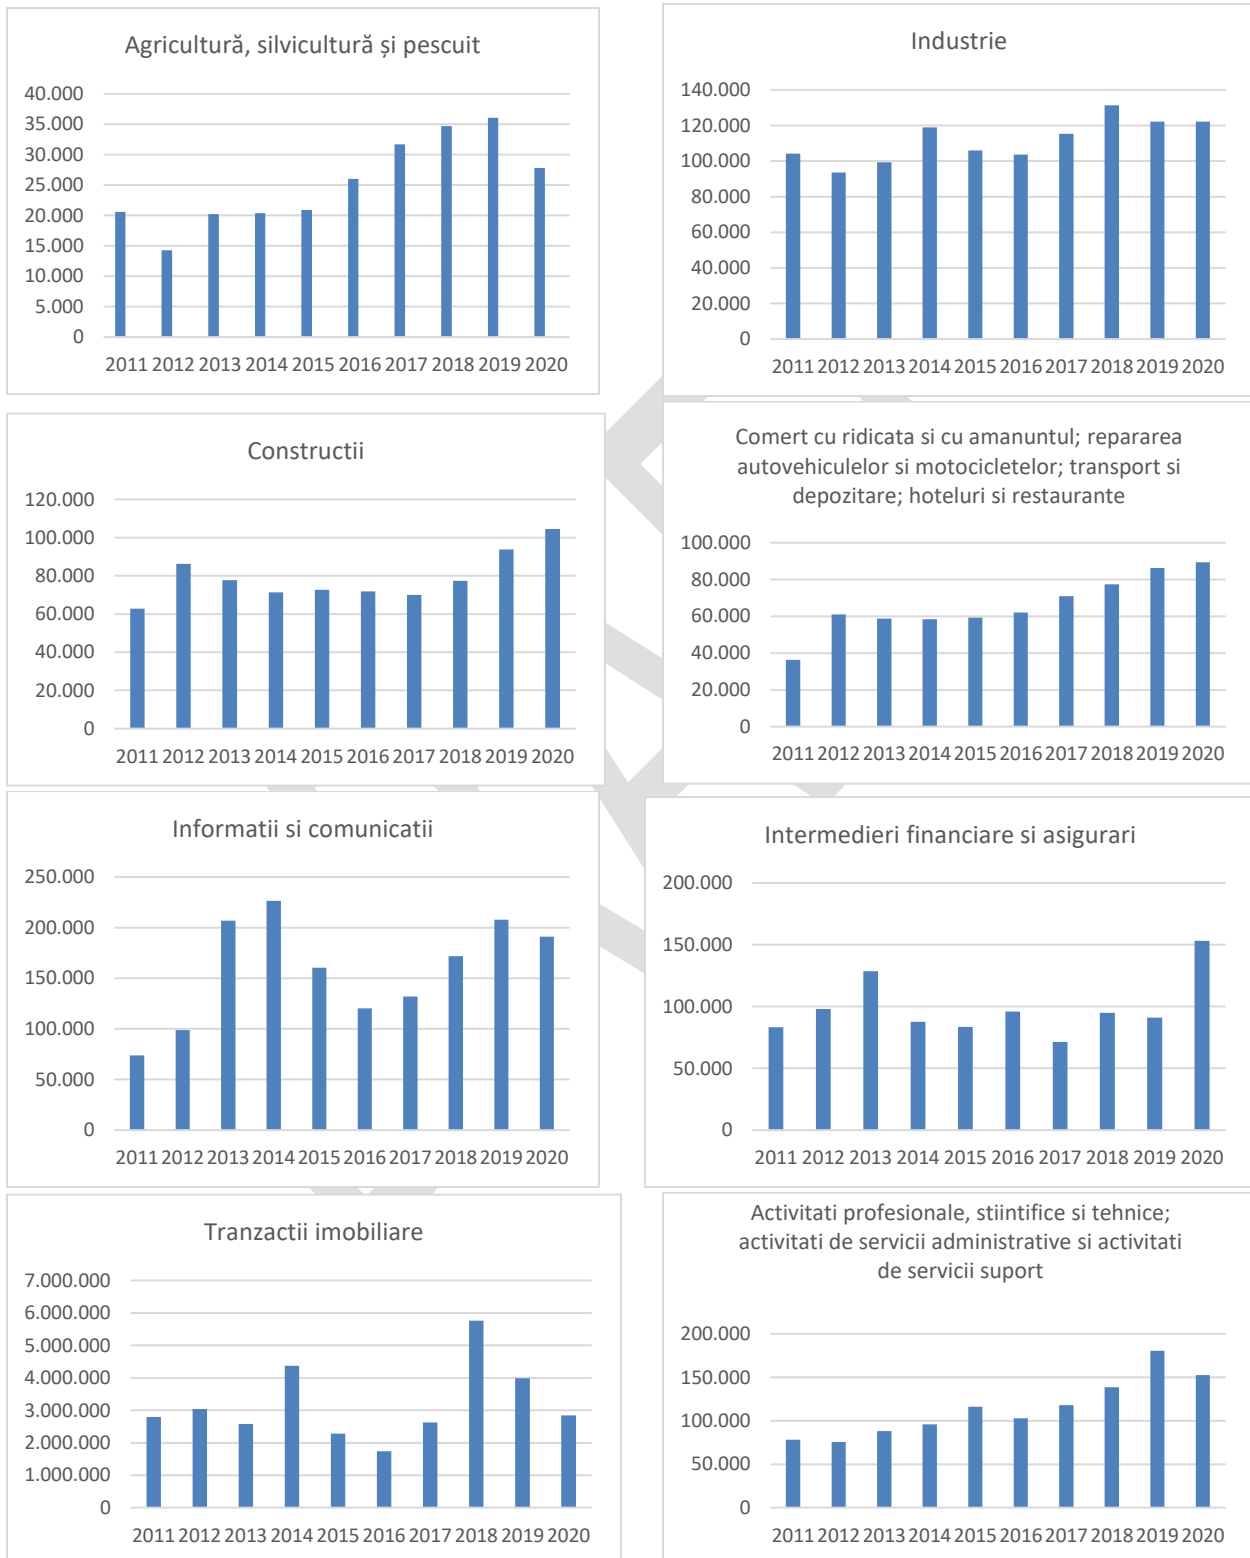 Agricultură, silvicultură și pescuit
40.000
35.000
30.000
25.000
20.000
15.000
10.000
5.000
0
2011 2012 2013 2014 2015 2016 2017 2018 2019 2020
Industrie
140.000
120.000
100.000
80.000
60.000
40.000
20.000
0
2011 2012 2013 2014 2015 2016 2017 2018 2019 2020
Constructii
120.000
100.000
80.000
60.000
40.000
20.000
0
2011 2012 2013 2014 2015 2016 2017 2018 2019 2020
Comert cu ridicata si cu amanuntul; repararea
autovehiculelor si motocicletelor; transport si
depozitare; hoteluri si restaurante
100.000
80.000
60.000
40.000
20.000
0
2011 2012 2013 2014 2015 2016 2017 2018 2019 2020
Informatii si comunicatii
250.000
200.000
150.000
100.000
50.000
0
2011 2012 2013 2014 2015 2016 2017 2018 2019 2020
Intermedieri financiare si asigurari
200.000
150.000
100.000
50.000
0
2011 2012 2013 2014 2015 2016 2017 2018 2019 2020
Tranzactii imobiliare
7.000.000
6.000.000
5.000.000
4.000.000
3.000.000
2.000.000
1.000.000
0
2011 2012 2013 2014 2015 2016 2017 2018 2019 2020
Activitati profesionale, stiintifice si tehnice;
activitati de servicii administrative si activitati
de servicii suport
200.000
150.000
100.000
50.000
0
2011 2012 2013 2014 2015 2016 2017 2018 2019 2020